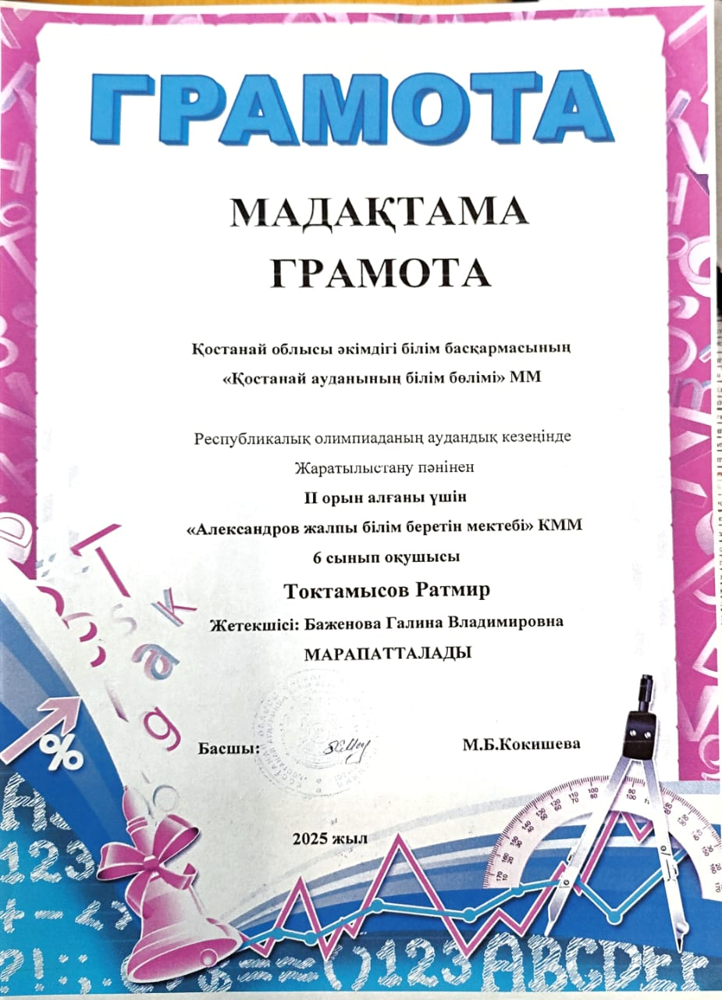 ГРАМОТА
МАДАҚТАМА
ГРАМОТА
Қостанай облысы әкімдігі білім басқармасының
«Қостанай ауданының білім бөлімі» ММ
Республикалық олимпиаданың аудандық кезеңінде
Жаратылыстану пәнінен
II орын алғаны үшін
«Александров жалпы білім беретін мектебі» КММ
6 сынып оқушысы
Токтамысов Ратмир
Жетекшісі: Баженова Галина Владимировна
МАРАПАТТАЛАДЫ
Басшы: М.Б.Кокишева
2025 жыл